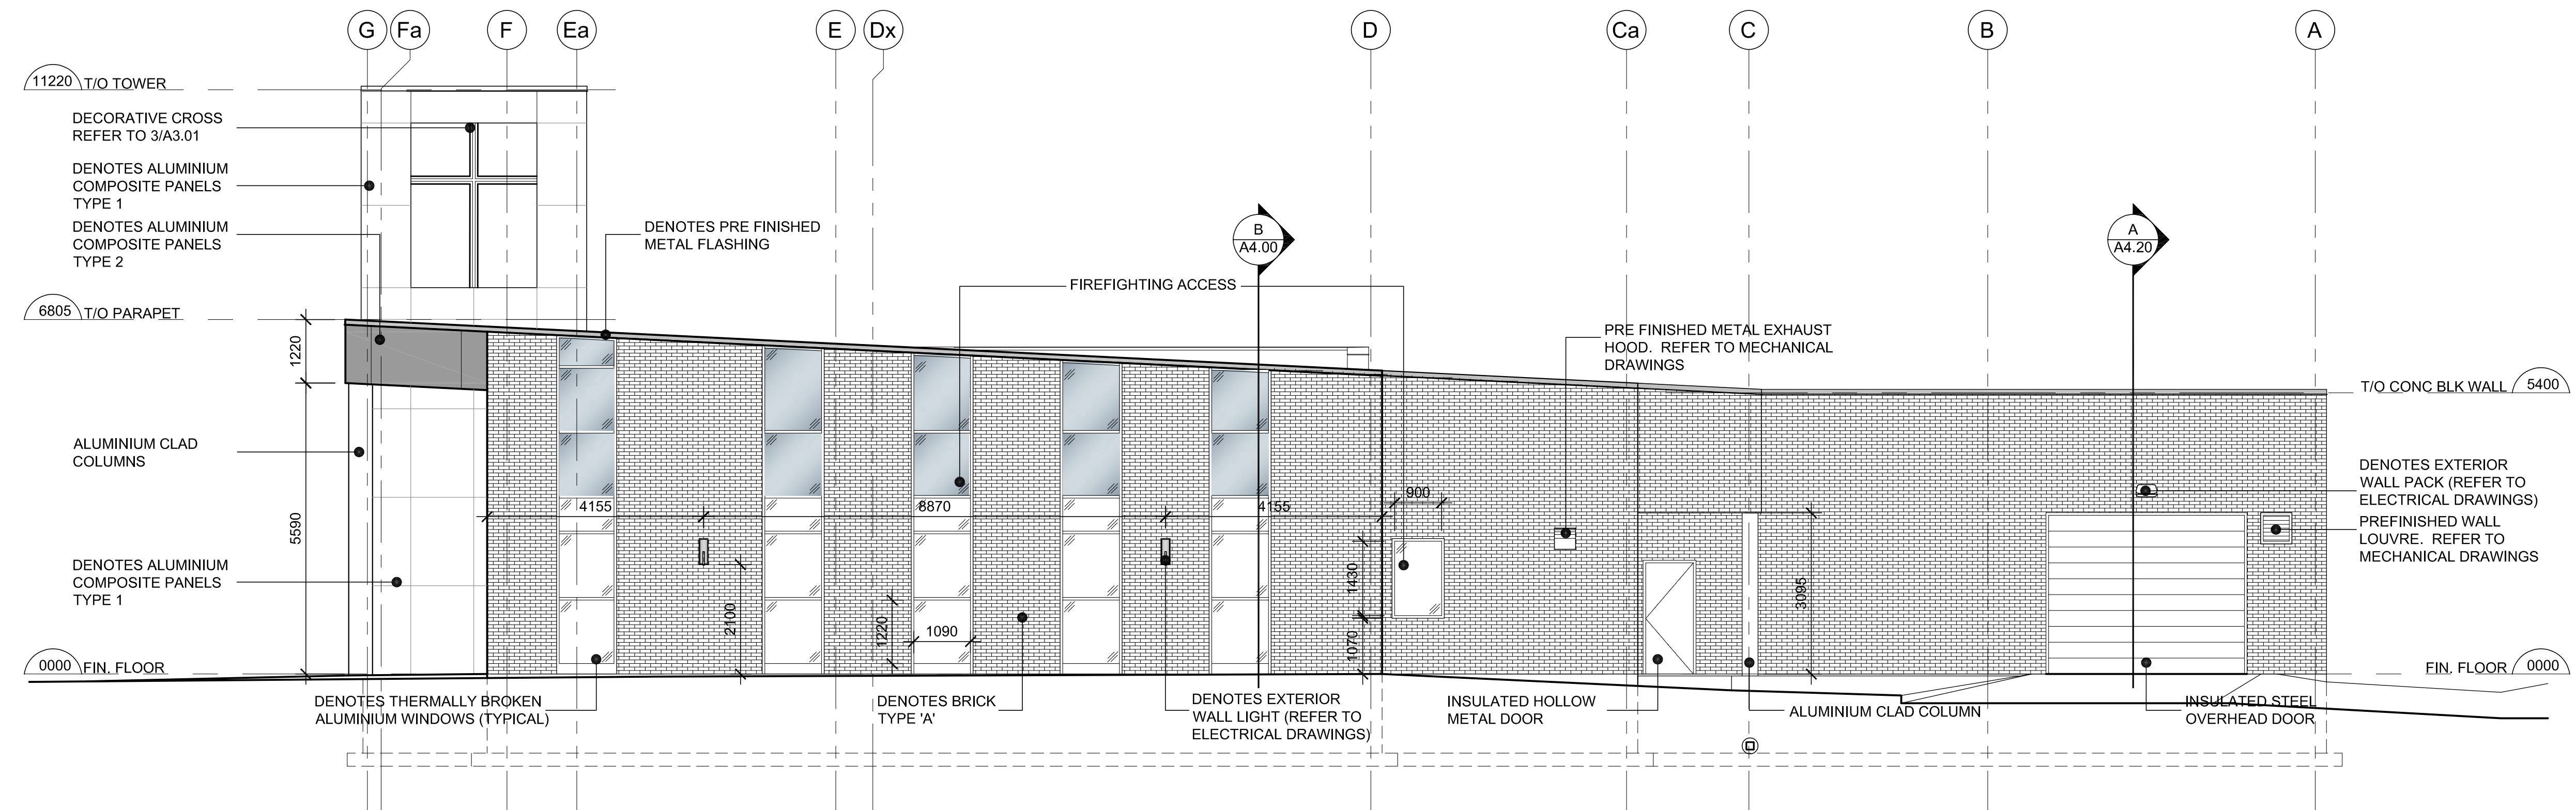 G Fa F Ea E Dx D Ca C B A
11220 T/O TOWER
DECORATIVE CROSS
REFER TO 3/A3.01
DENOTES ALUMINIUM
COMPOSITE PANELS
TYPE 1
DENOTES ALUMINIUM
COMPOSITE PANELS
TYPE 2
DENOTES PRE FINISHED
METAL FLASHING
B
A4.00
A
A4.20
FIREFIGHTING ACCESS
6805 T/O PARAPET
1220
PRE FINISHED METAL EXHAUST
HOOD. REFER TO MECHANICAL
DRAWINGS
T/O CONC BLK WALL 5400
ALUMINIUM CLAD
COLUMNS
5590
4155
8870
4155
900
DENOTES EXTERIOR
WALL PACK (REFER TO
ELECTRICAL DRAWINGS)
PREFINISHED WALL
LOUVRE. REFER TO
MECHANICAL DRAWINGS
DENOTES ALUMINIUM
COMPOSITE PANELS
TYPE 1
2100
1220
1090
1430
1070
3095
0000 FIN. FLOOR
FIN. FLOOR 0000
DENOTES THERMALLY BROKEN
ALUMINIUM WINDOWS (TYPICAL)
DENOTES BRICK
TYPE 'A'
DENOTES EXTERIOR
WALL LIGHT (REFER TO
ELECTRICAL DRAWINGS)
INSULATED HOLLOW
METAL DOOR
ALUMINIUM CLAD COLUMN
INSULATED STEEL
OVERHEAD DOOR